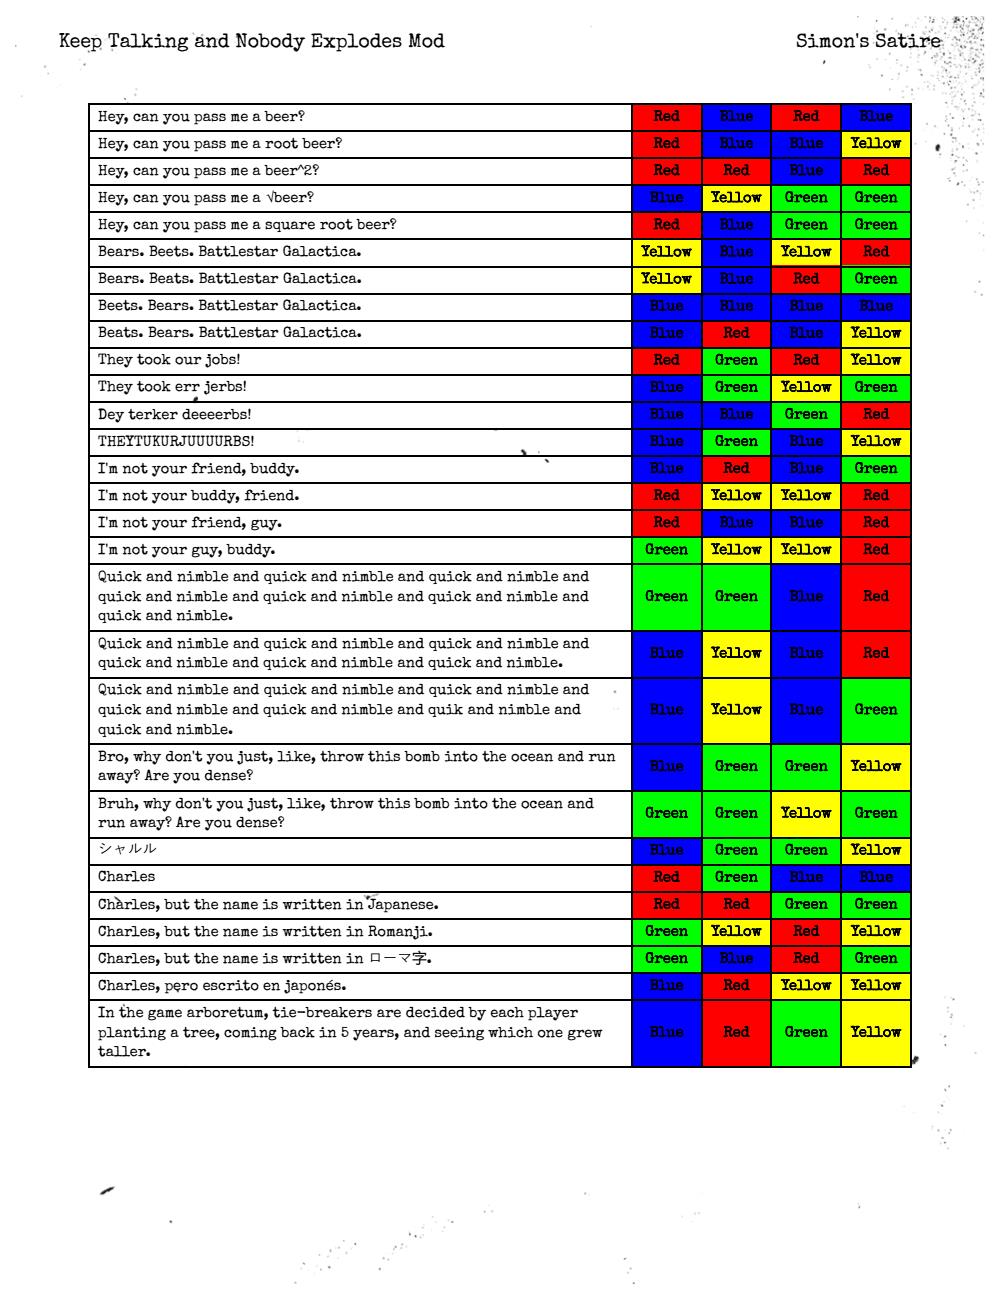 Keep Talking and Nobody Explodes Mod Simon's Satire
Hey, can you pass me a beer? Red Blue Red Blue
Hey, can you pass me a root beer? Red Blue Blue Yellow
Hey, can you pass me a beer^2? Red Red Blue Red
Hey, can you pass me a √beer? Blue Yellow Green Green
Hey, can you pass me a square root beer? Red Blue Green Green
Bears. Beets. Battlestar Galactica. Yellow Blue Yellow Red
Bears. Beats. Battlestar Galactica. Yellow Blue Red Green
Beets. Bears. Battlestar Galactica. Blue Blue Blue Blue
Beats. Bears. Battlestar Galactica. Blue Red Blue Yellow
They took our jobs! Red Green Red Yellow
They took err jerbs! Blue Green Yellow Green
Dey terker deeeerbs! Blue Blue Green Red
THEYTUKURJUUUURBS! Blue Green Blue Yellow
I'm not your friend, buddy. Blue Red Blue Green
I'm not your buddy, friend. Red Yellow Yellow Red
I'm not your friend, guy. Red Blue Blue Red
I'm not your guy, buddy. Green Yellow Yellow Red
Quick and nimble and quick and nimble and quick and nimble and
quick and nimble and quick and nimble and quick and nimble and
quick and nimble.
Green Green Blue Red
Quick and nimble and quick and nimble and quick and nimble and
quick and nimble and quick and nimble and quick and nimble.
Blue Yellow Blue Red
Quick and nimble and quick and nimble and quick and nimble and
quick and nimble and quick and nimble and quik and nimble and
quick and nimble.
Blue Yellow Blue Green
Bro, why don't you just, like, throw this bomb into the ocean and run
away? Are you dense?
Blue Green Green Yellow
Bruh, why don't you just, like, throw this bomb into the ocean and
run away? Are you dense?
Green Green Yellow Green
シャルル Blue Green Green Yellow
Charles Red Green Blue Blue
Charles, but the name is written in Japanese. Red Red Green Green
Charles, but the name is written in Romanji. Green Yellow Red Yellow
Charles, but the name is written in ローマ字. Green Blue Red Green
Charles, pero escrito en japonés. Blue Red Yellow Yellow
In the game arboretum, tie-breakers are decided by each player
planting a tree, coming back in 5 years, and seeing which one grew
taller.
Blue Red Green Yellow